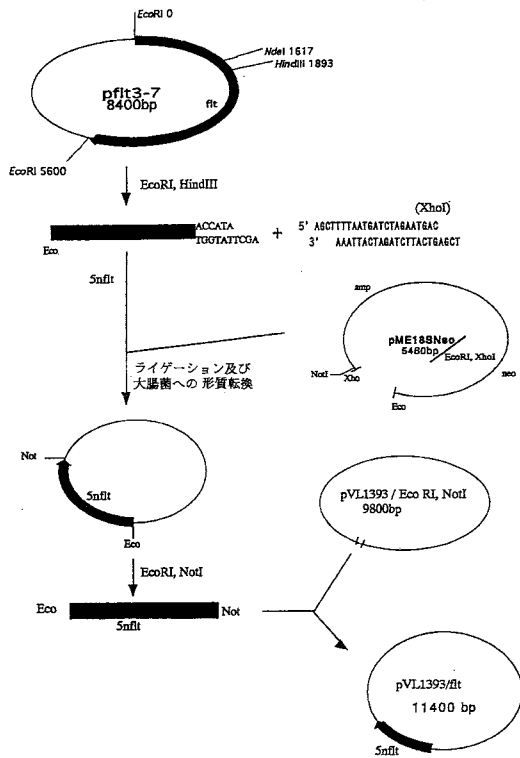 EcoRI 0
NdeI 1617
HindIII 1893
pflt3-7
8400bp
flt
EcoRI 5600
EcoRI, HindIII
(XhoI)
ACCATA
TGGTATTCGA
+
5' AGCTTTTAATGATCTAGAATGAC
3' AAATTACTAGATCTTACTGAGCT
Eco
5nflt
amp
pME18SNeo
5460bp
EcoRI, XhoI
NotI
Xho
neo
Eco
ライゲーション及び
大腸菌への 形質転換
Not
5nflt
Eco
pVL1393 / Eco RI, NotI
9800bp
EcoRI, NotI
Eco
Not
5nflt
pVL1393/flt
11400 bp
5nflt